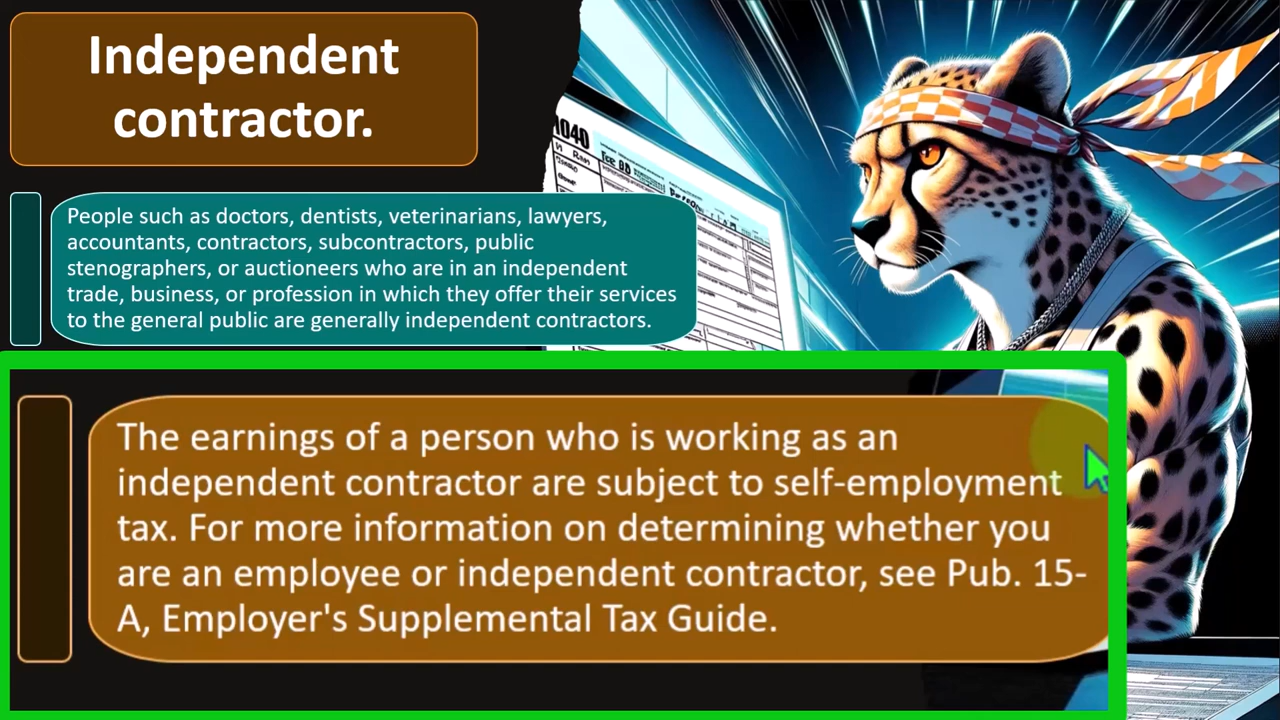 Independent
contractor.
People such as doctors, dentists, veterinarians, lawyers,
accountants, contractors, subcontractors, public
stenographers, or auctioneers who are in an independent
trade, business, or profession in which they offer their services
to the general public are generally independent contractors.
1040
The earnings of a person who is working as an
independent contractor are subject to self-employment
tax. For more information on determining whether you
are an employee or independent contractor, see Pub. 15-
A, Employer's Supplemental Tax Guide.